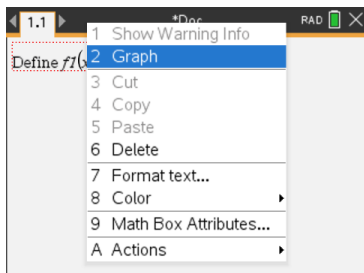 1.1 *Doc RAD
Define f1(x
1 Show Warning Info
2 Graph
3 Cut
4 Copy
5 Paste
6 Delete
7 Format text...
8 Color
9 Math Box Attributes...
A Actions